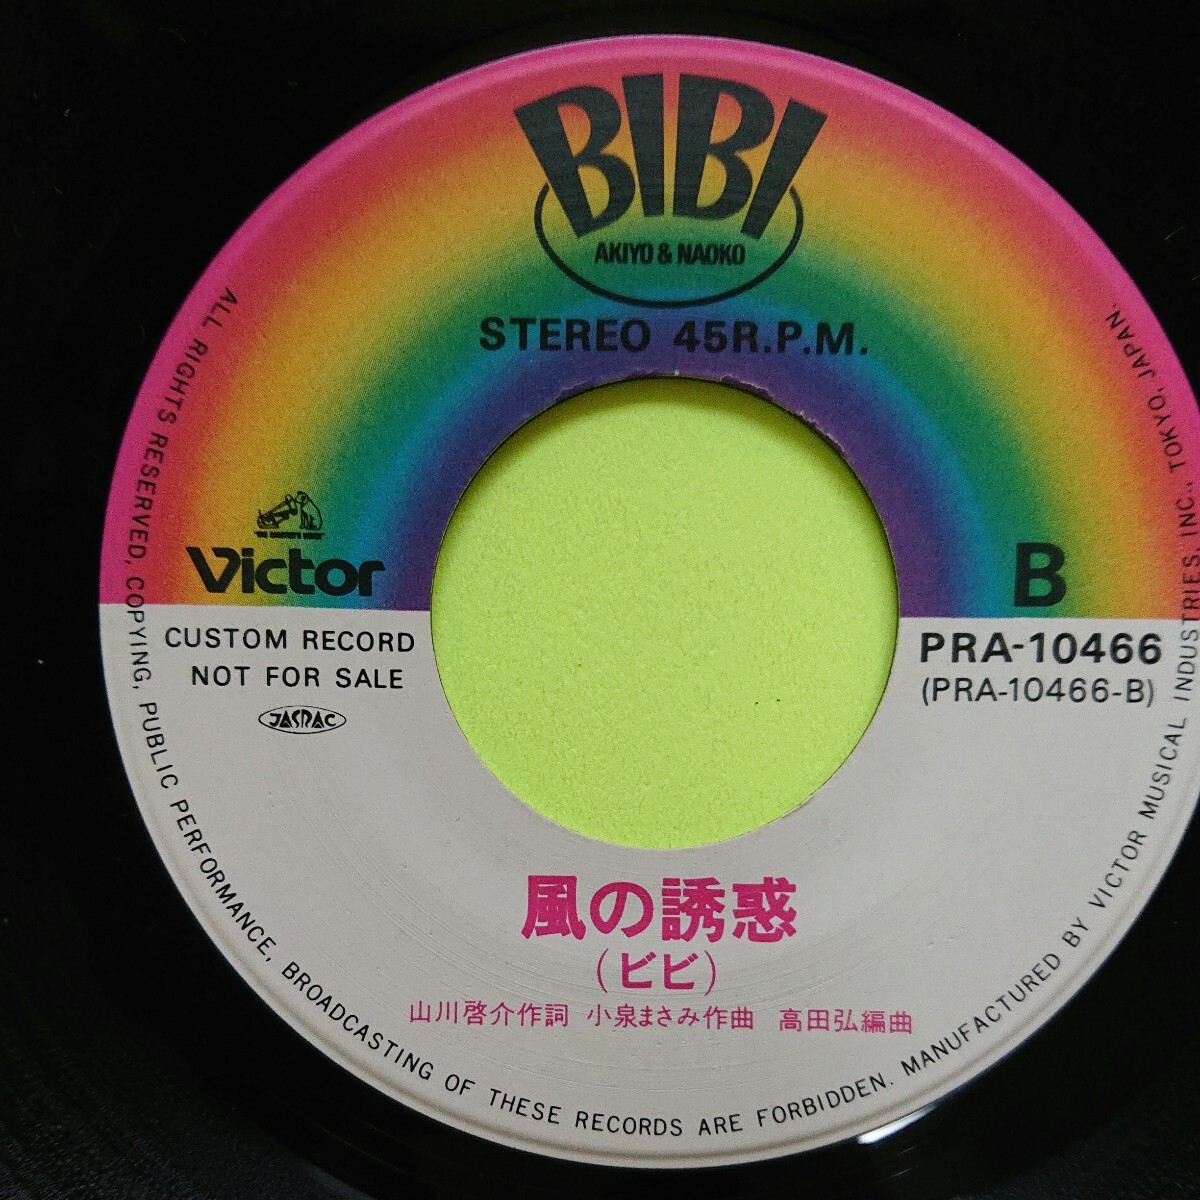 BIBI
AKIYO & NAOKO
STEREO 45R.P.M.
Victor
B
CUSTOM RECORD
NOT FOR SALE
JASRAC
PRA-10466
(PRA-10466-B)
風の誘惑
(ビビ)
山川啓介作詞 小泉まさみ作曲 高田弘編曲
ALL RIGHTS RESERVED, COPYING, PUBLIC PERFORMANCE, BROADCASTING OF THESE RECORDS ARE FORBIDDEN. MANUFACTURED BY VICTOR MUSICAL INDUSTRIES, INC., TOKYO, JAPAN.